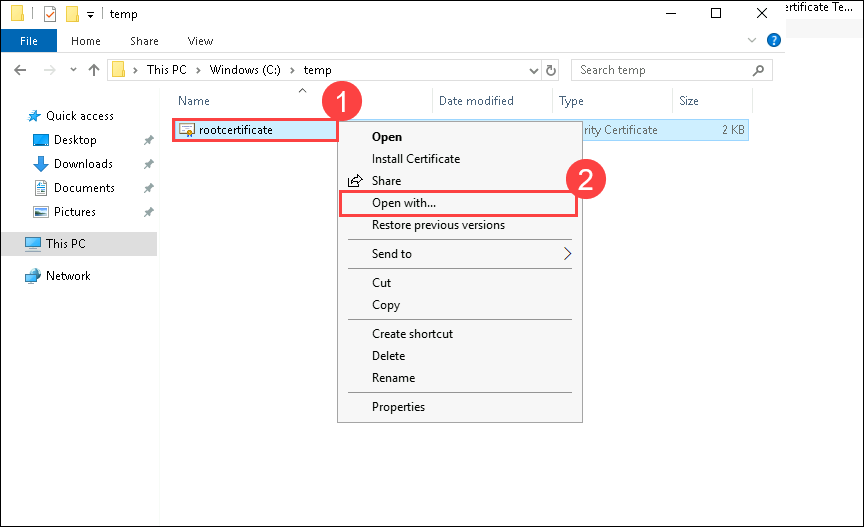 temp
ertificate Te...
File Home Share View
This PC > Windows (C:) > temp
Search temp
Name Date modified Type Size
1
Quick access
Desktop
Downloads
Documents
Pictures
This PC
Network
rootcertificate rity Certificate 2 KB
Open
Install Certificate
Share
2
Open with...
Restore previous versions
Send to
Cut
Copy
Create shortcut
Delete
Rename
Properties